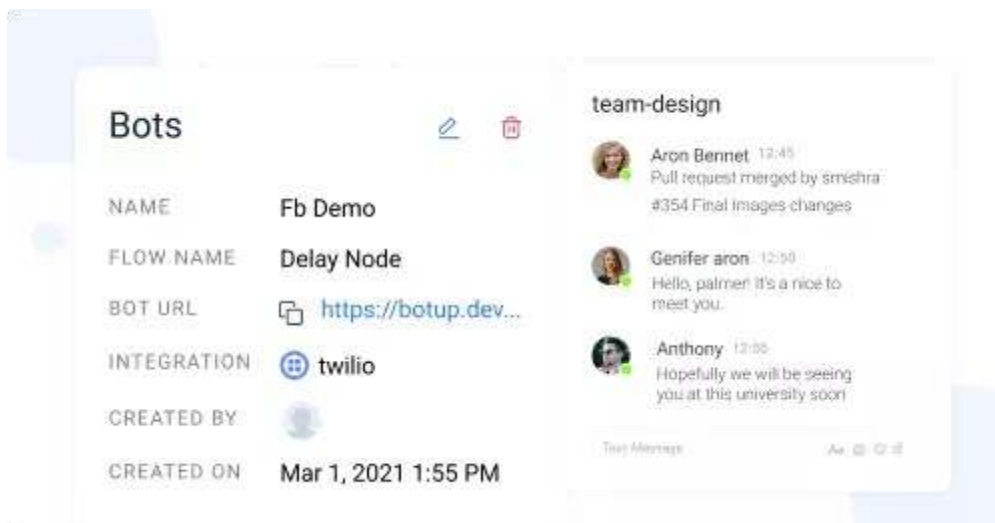 Bots
NAME
Fb Demo
FLOW NAME
Delay Node
BOT URL
https://botup.dev...
INTEGRATION
twilio
CREATED BY
CREATED ON
Mar 1, 2021 1:55 PM
team-design
Aron Bennet 12:45
Pull request merged by smishra
#354 Final Images changes
Genifer aron 12:50
Hello, palmer! It's a nice to
meet you.
Anthony
Hopefully we will be seeing
you at this university soon
Text Message
Aa